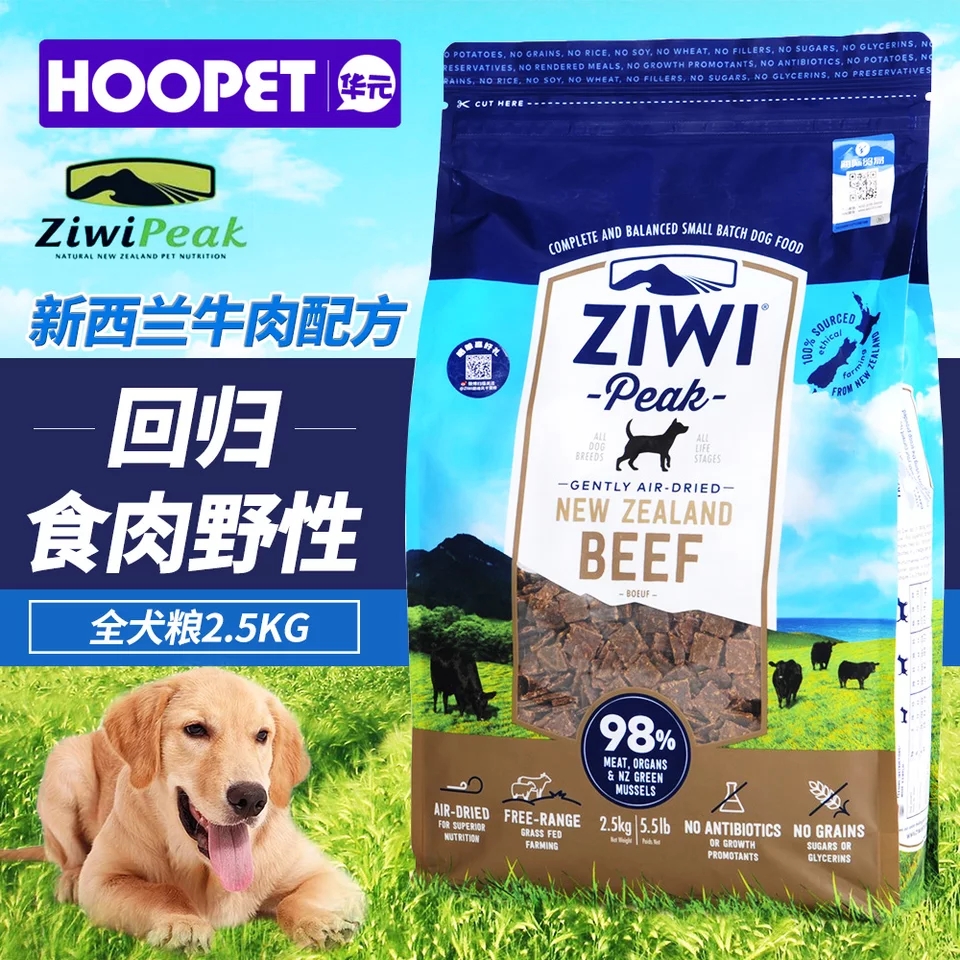 HOOPET 华元
ZiwiPeak
NATURAL NEW ZEALAND PET NUTRITION
新西兰牛肉配方
回归
食肉野性
全犬粮2.5KG
O POTATOES, NO GRAINS, NO RICE, NO SOY, NO WHEAT, NO FILLERS, NO SUGARS, NO GLYCERINS,
RESERVATIVES, NO RENDERED MEALS, NO GROWTH PROMOTANTS, NO ANTIBIOTICS, NO POTATOES,
RAINS, NO RICE, NO SOY, NO WHEAT, NO FILLERS, NO SUGARS, NO GLYCERINS, NO PRESERVATIVES
CUT HERE
COMPLETE AND BALANCED SMALL BATCH DOG FOOD
ZIWI®
-Peak-
ALL
DOG
BREEDS
ALL
LIFE
STAGES
100% SOURCED
ethical
farming
FROM NEW ZEALAND
GENTLY AIR-DRIED
NEW ZEALAND
BEEF
- BOEUF -
98%
MEAT, ORGANS
& NZ GREEN
MUSSELS
AIR-DRIED
FOR SUPERIOR
NUTRITION
FREE-RANGE
GRASS FED
FARMING
2.5kg 5.5lb
Net Weight Poids Net
NO ANTIBIOTICS
OR GROWTH
PROMOTANTS
NO GRAINS
SUGARS OR
GLYCERINS